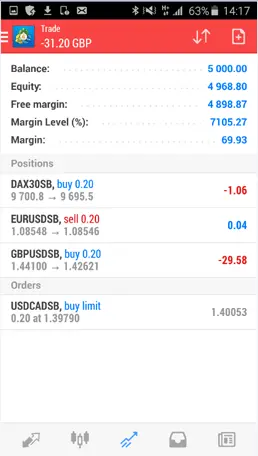 63% 14:17
Trade
-31.20 GBP
Balance: 5 000.00
Equity: 4 968.80
Free margin: 4 898.87
Margin Level (%): 7105.27
Margin: 69.93
Positions
DAX30SB, buy 0.20 -1.06
9 700.8 → 9 695.5
EURUSDSB, sell 0.20 0.04
1.08548 → 1.08546
GBPUSDSB, buy 0.20 -29.58
1.44100 → 1.42621
Orders
USDCADSB, buy limit 1.40053
0.20 at 1.39790